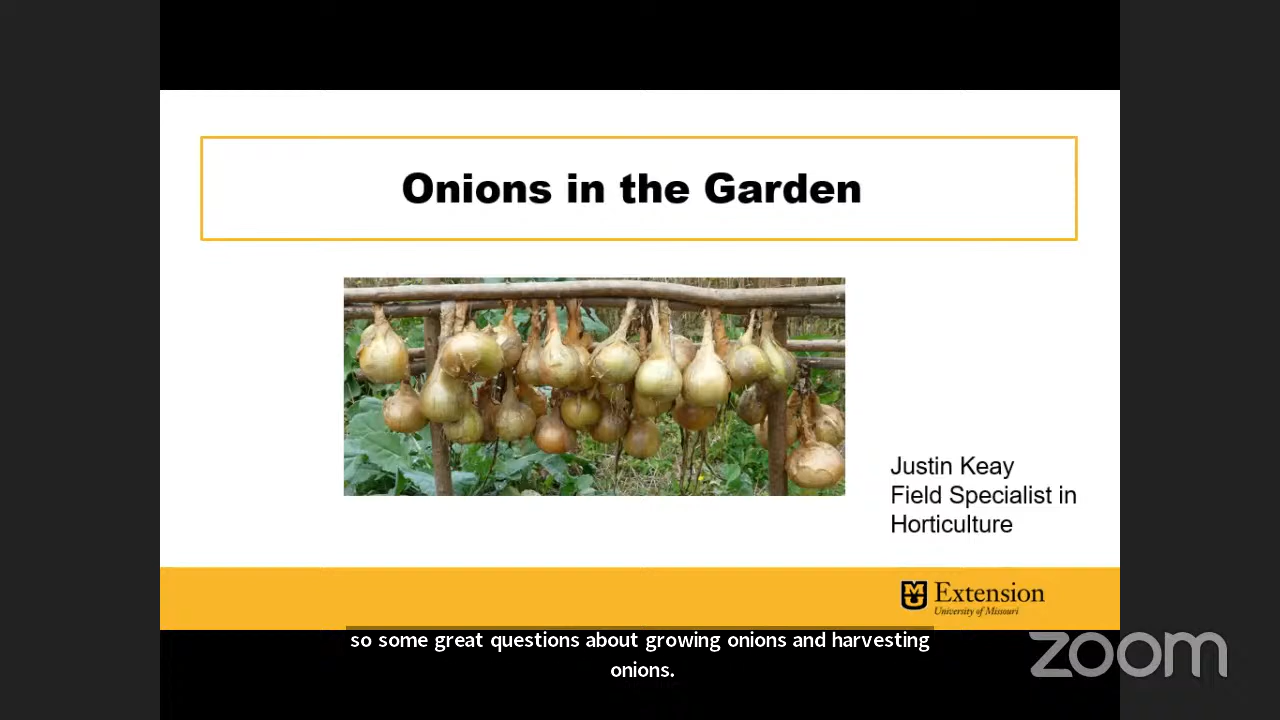 Onions in the Garden
Justin Keay
Field Specialist in
Horticulture
Extension
University of Missouri
so some great questions about growing onions and harvesting
onions.
zoom